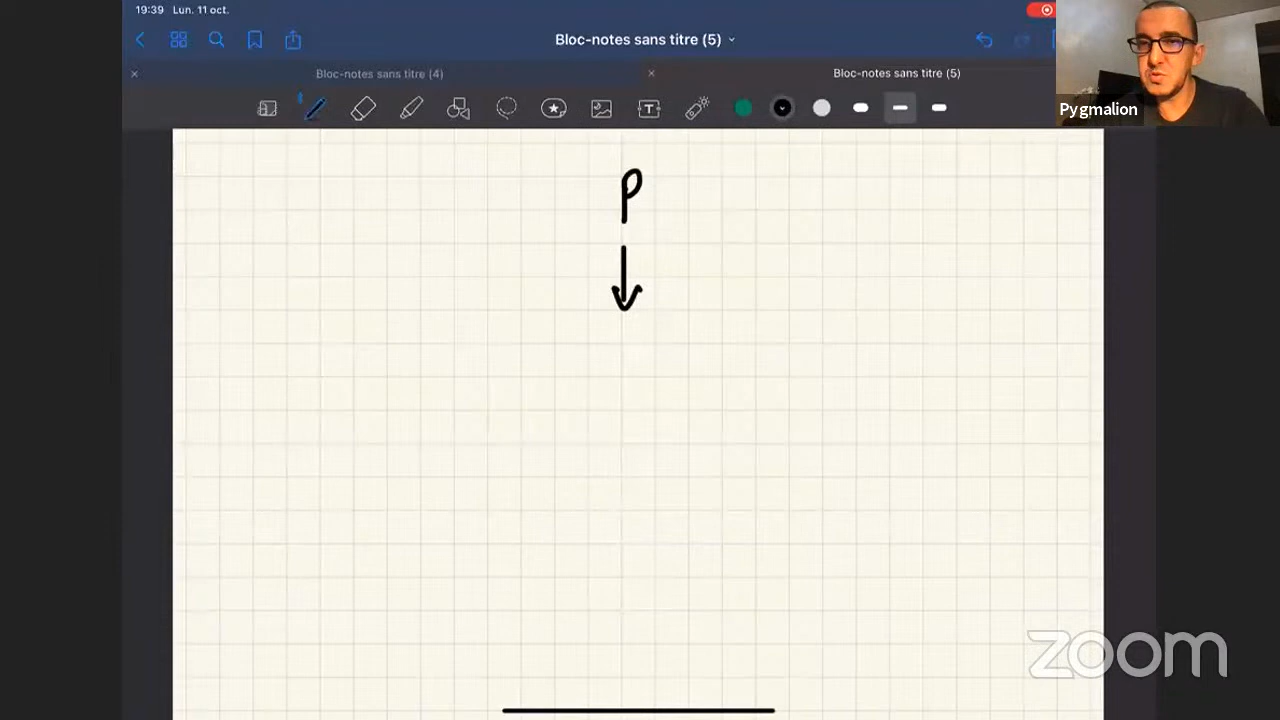 19:39 Lun. 11 oct.
Bloc-notes sans titre (5)
Bloc-notes sans titre (4)
Bloc-notes sans titre (5)
T
Pygmalion
P
zoom